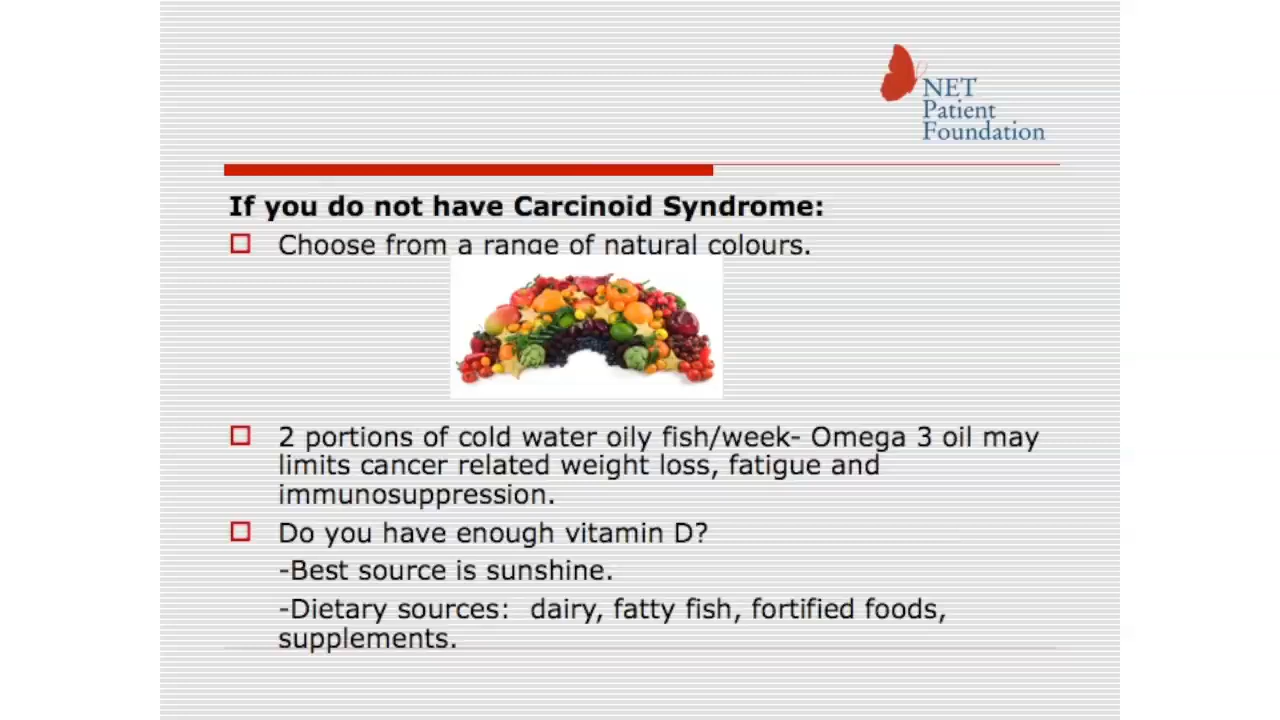 NET
Patient
Foundation
If you do not have Carcinoid Syndrome:
Choose from a range of natural colours.
2 portions of cold water oily fish/week- Omega 3 oil may
limits cancer related weight loss, fatigue and
immunosuppression.
Do you have enough vitamin D?
-Best source is sunshine.
-Dietary sources:  dairy, fatty fish, fortified foods,
supplements.